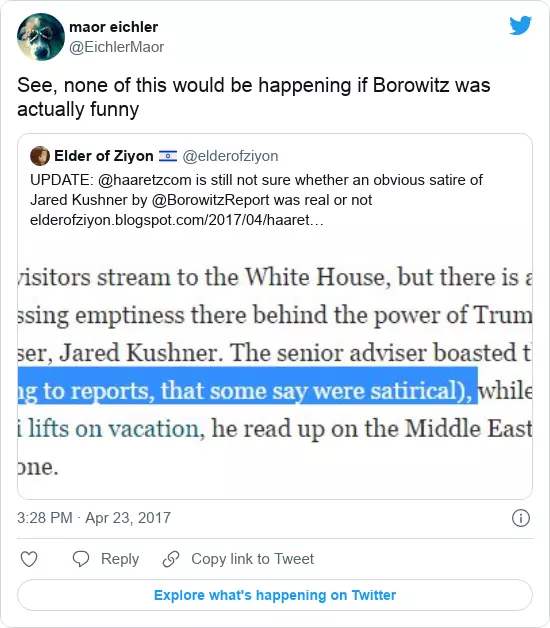 maor eichler
@EichlerMaor
See, none of this would be happening if Borowitz was
actually funny
Elder of Ziyon 🇮🇱 @elderofziyon
UPDATE: @haaretzcom is still not sure whether an obvious satire of
Jared Kushner by @BorowitzReport was real or not
elderofziyon.blogspot.com/2017/04/haaret…
visitors stream to the White House, but there is a
ssing emptiness there behind the power of Trum
ser, Jared Kushner. The senior adviser boasted t
ng to reports, that some say were satirical), while
i lifts on vacation, he read up on the Middle East
one.
3:28 PM · Apr 23, 2017
Reply
Copy link to Tweet
Explore what's happening on Twitter